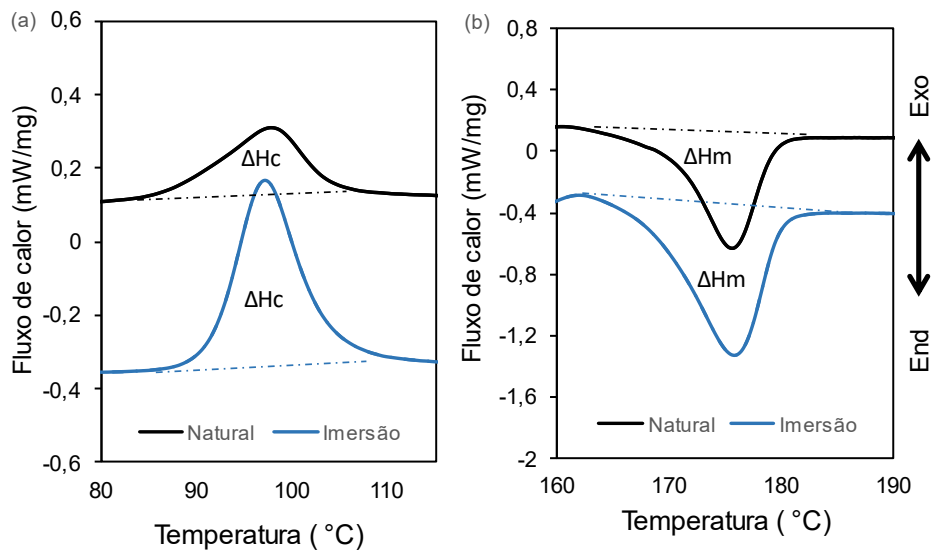 (a)
Fluxo de calor (mW/mg)
0,6
0,4
0,2
0
-0,2
-0,4
-0,6
ΔHc
ΔHc
Natural
Imersão
80
90
100
110
Temperatura ( °C)
(b)
Fluxo de calor (mW/mg)
0,8
0,4
0
-0,4
-0,8
-1,2
-1,6
-2
ΔHm
ΔHm
Natural
Imersão
160
170
180
190
Temperatura ( °C)
Exo
End